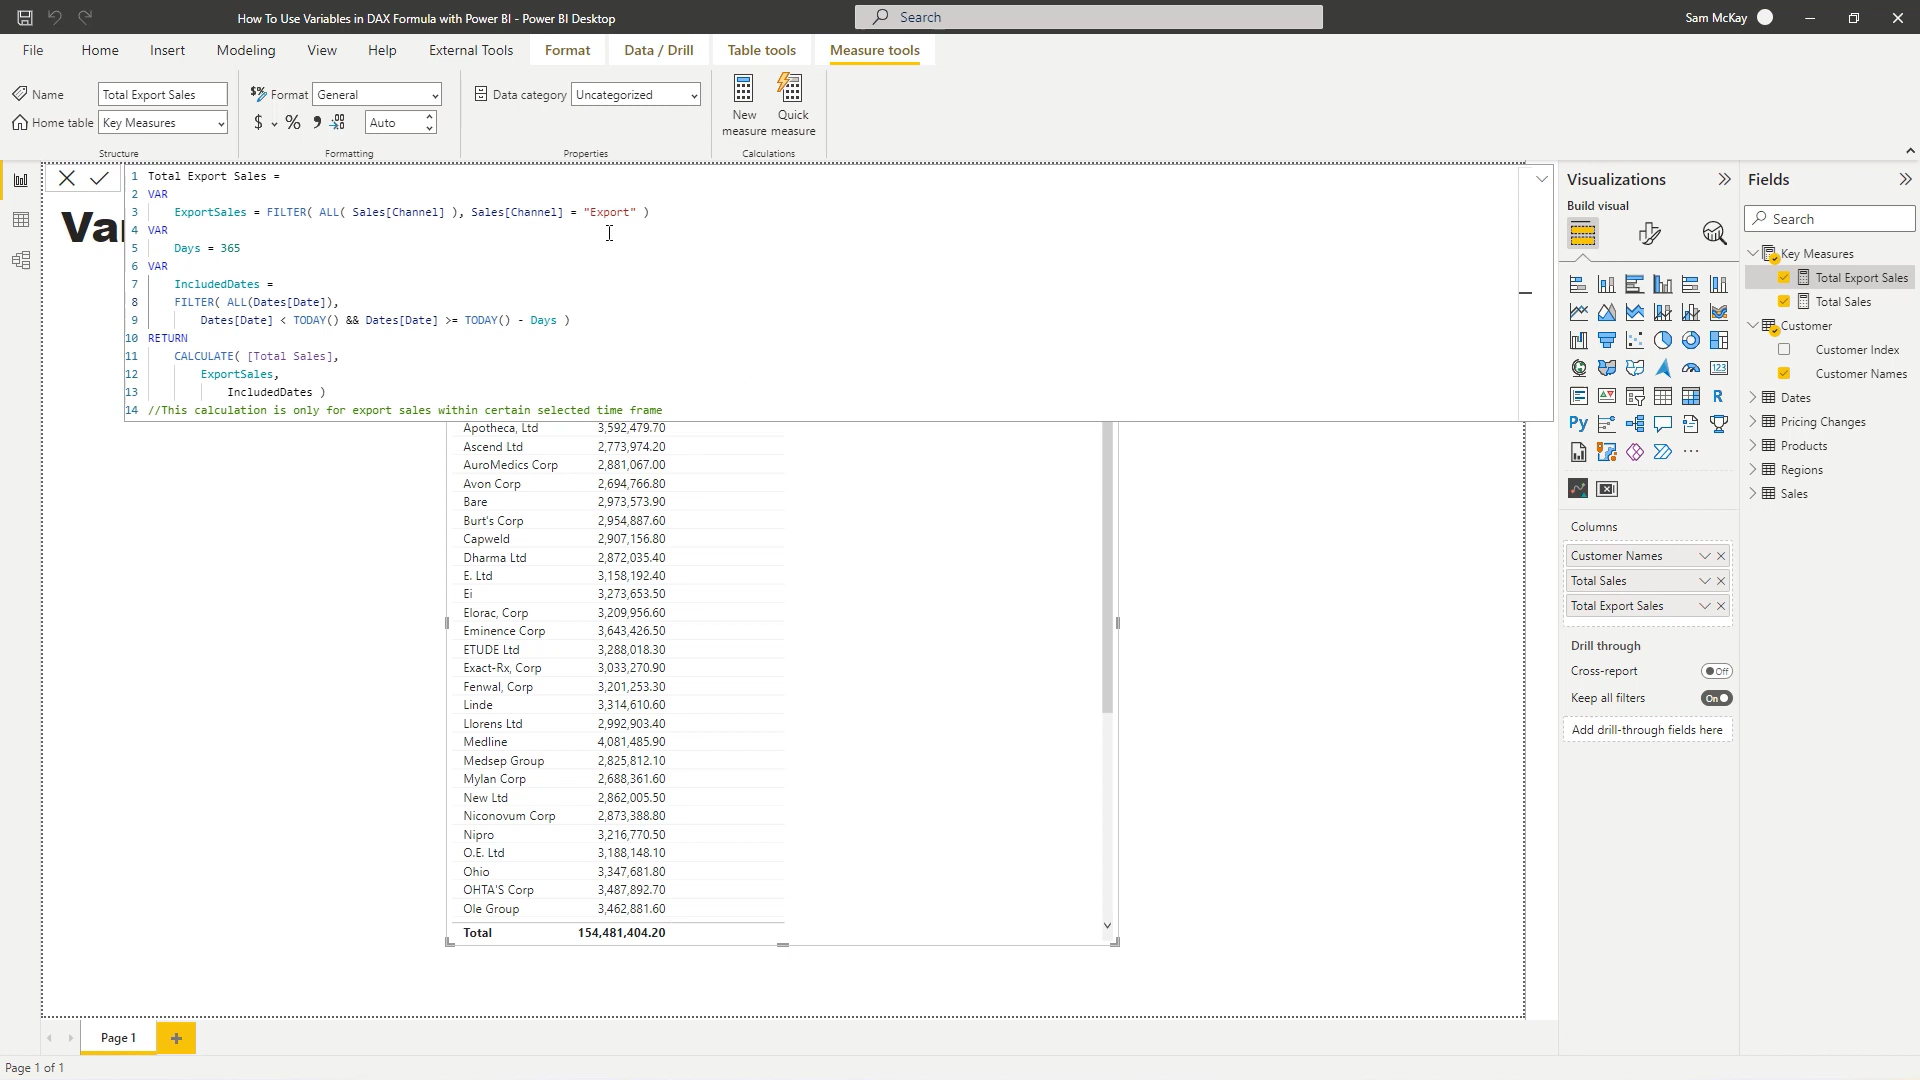 How To Use Variables in DAX Formula with Power BI - Power BI Desktop
Search
Sam McKay
File
Home
Insert
Modeling
View
Help
External Tools
Format
Data / Drill
Table tools
Measure tools
Name
Total Export Sales
Home table
Key Measures
Structure
Format
General
$ % , Auto
Formatting
Data category
Uncategorized
Properties
New measure
Quick measure
Calculations
Var
1 Total Export Sales =
2 VAR
3 ExportSales = FILTER( ALL( Sales[Channel] ), Sales[Channel] = "Export" )
4 VAR
5 Days = 365
6 VAR
7 IncludedDates =
8 FILTER( ALL(Dates[Date]),
9 Dates[Date] < TODAY() && Dates[Date] >= TODAY() - Days )
10 RETURN
11 CALCULATE( [Total Sales],
12 ExportSales,
13 IncludedDates )
14 //This calculation is only for export sales within certain selected time frame
Apotheca, Ltd 3,592,479.70
Ascend Ltd 2,773,974.20
AuroMedics Corp 2,881,067.00
Avon Corp 2,694,766.80
Bare 2,973,573.90
Burt's Corp 2,954,887.60
Capweld 2,907,156.80
Dharma Ltd 2,872,035.40
E. Ltd 3,158,192.40
Ei 3,273,653.50
Elorac, Corp 3,209,956.60
Eminence Corp 3,643,426.50
ETUDE Ltd 3,288,018.30
Exact-Rx, Corp 3,033,270.90
Fenwal, Corp 3,201,253.30
Linde 3,314,610.60
Llorens Ltd 2,992,903.40
Medline 4,081,485.90
Medsep Group 2,825,812.10
Mylan Corp 2,688,361.60
New Ltd 2,862,005.50
Niconovum Corp 2,873,388.80
Nipro 3,216,770.50
O.E. Ltd 3,188,148.10
Ohio 3,347,681.80
OHTA'S Corp 3,487,892.70
Ole Group 3,462,881.60
Total 154,481,404.20
Visualizations
Build visual
123
R
Py
Columns
Customer Names
Total Sales
Total Export Sales
Drill through
Cross-report
Off
Keep all filters
On
Add drill-through fields here
Fields
Search
Key Measures
Total Export Sales
Total Sales
Customer
Customer Index
Customer Names
Dates
Pricing Changes
Products
Regions
Sales
Page 1
Page 1 of 1